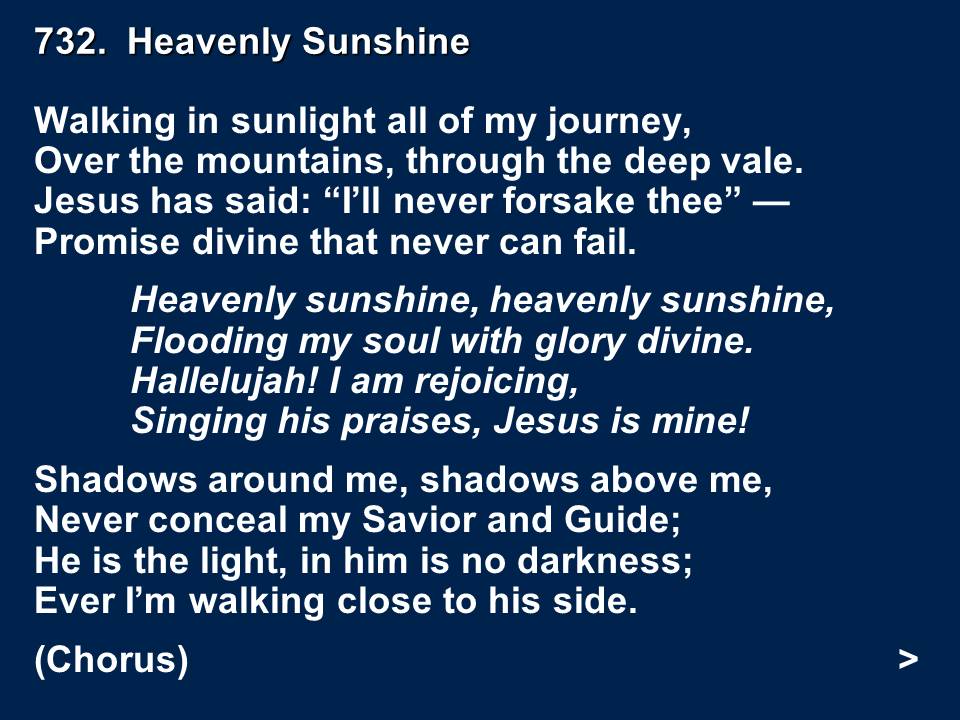 732.  Heavenly Sunshine
Walking in sunlight all of my journey,
Over the mountains, through the deep vale.
Jesus has said: “I’ll never forsake thee” —
Promise divine that never can fail.
Heavenly sunshine, heavenly sunshine,
Flooding my soul with glory divine.
Hallelujah! I am rejoicing,
Singing his praises, Jesus is mine!
Shadows around me, shadows above me,
Never conceal my Savior and Guide;
He is the light, in him is no darkness;
Ever I’m walking close to his side.
(Chorus) >